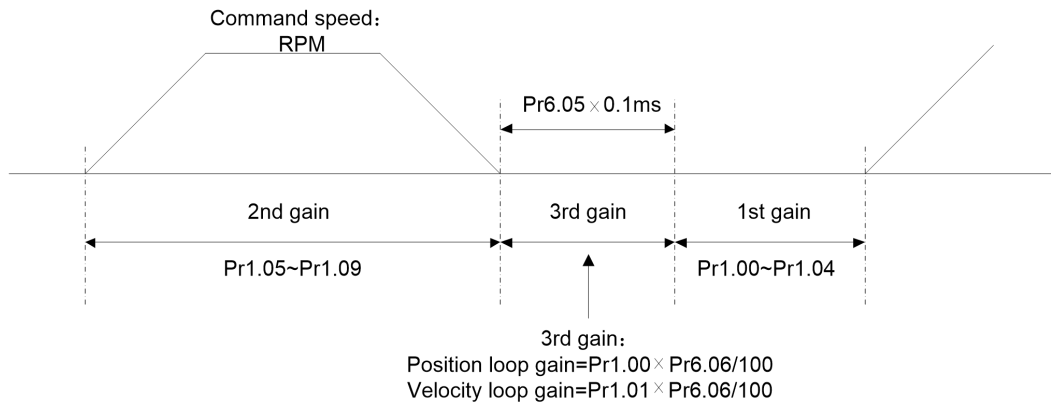 Command speed：
RPM
Pr6.05×0.1ms
2nd gain
3rd gain
1st gain
Pr1.05~Pr1.09
Pr1.00~Pr1.04
3rd gain：
Position loop gain=Pr1.00×Pr6.06/100
Velocity loop gain=Pr1.01×Pr6.06/100